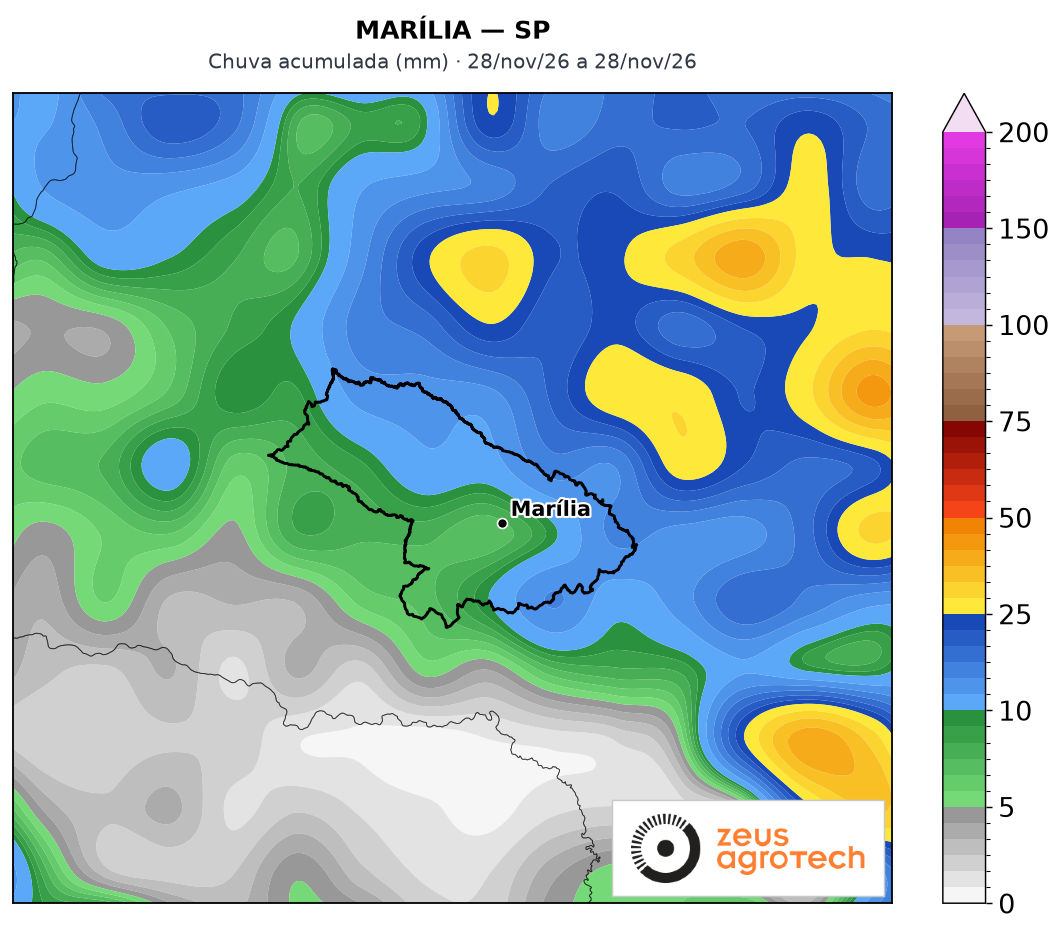 MARÍLIA — SP
Chuva acumulada (mm) · 28/nov/26 a 28/nov/26
200
150
100
75
50
25
10
5
0
Marília
zeus
agrotech